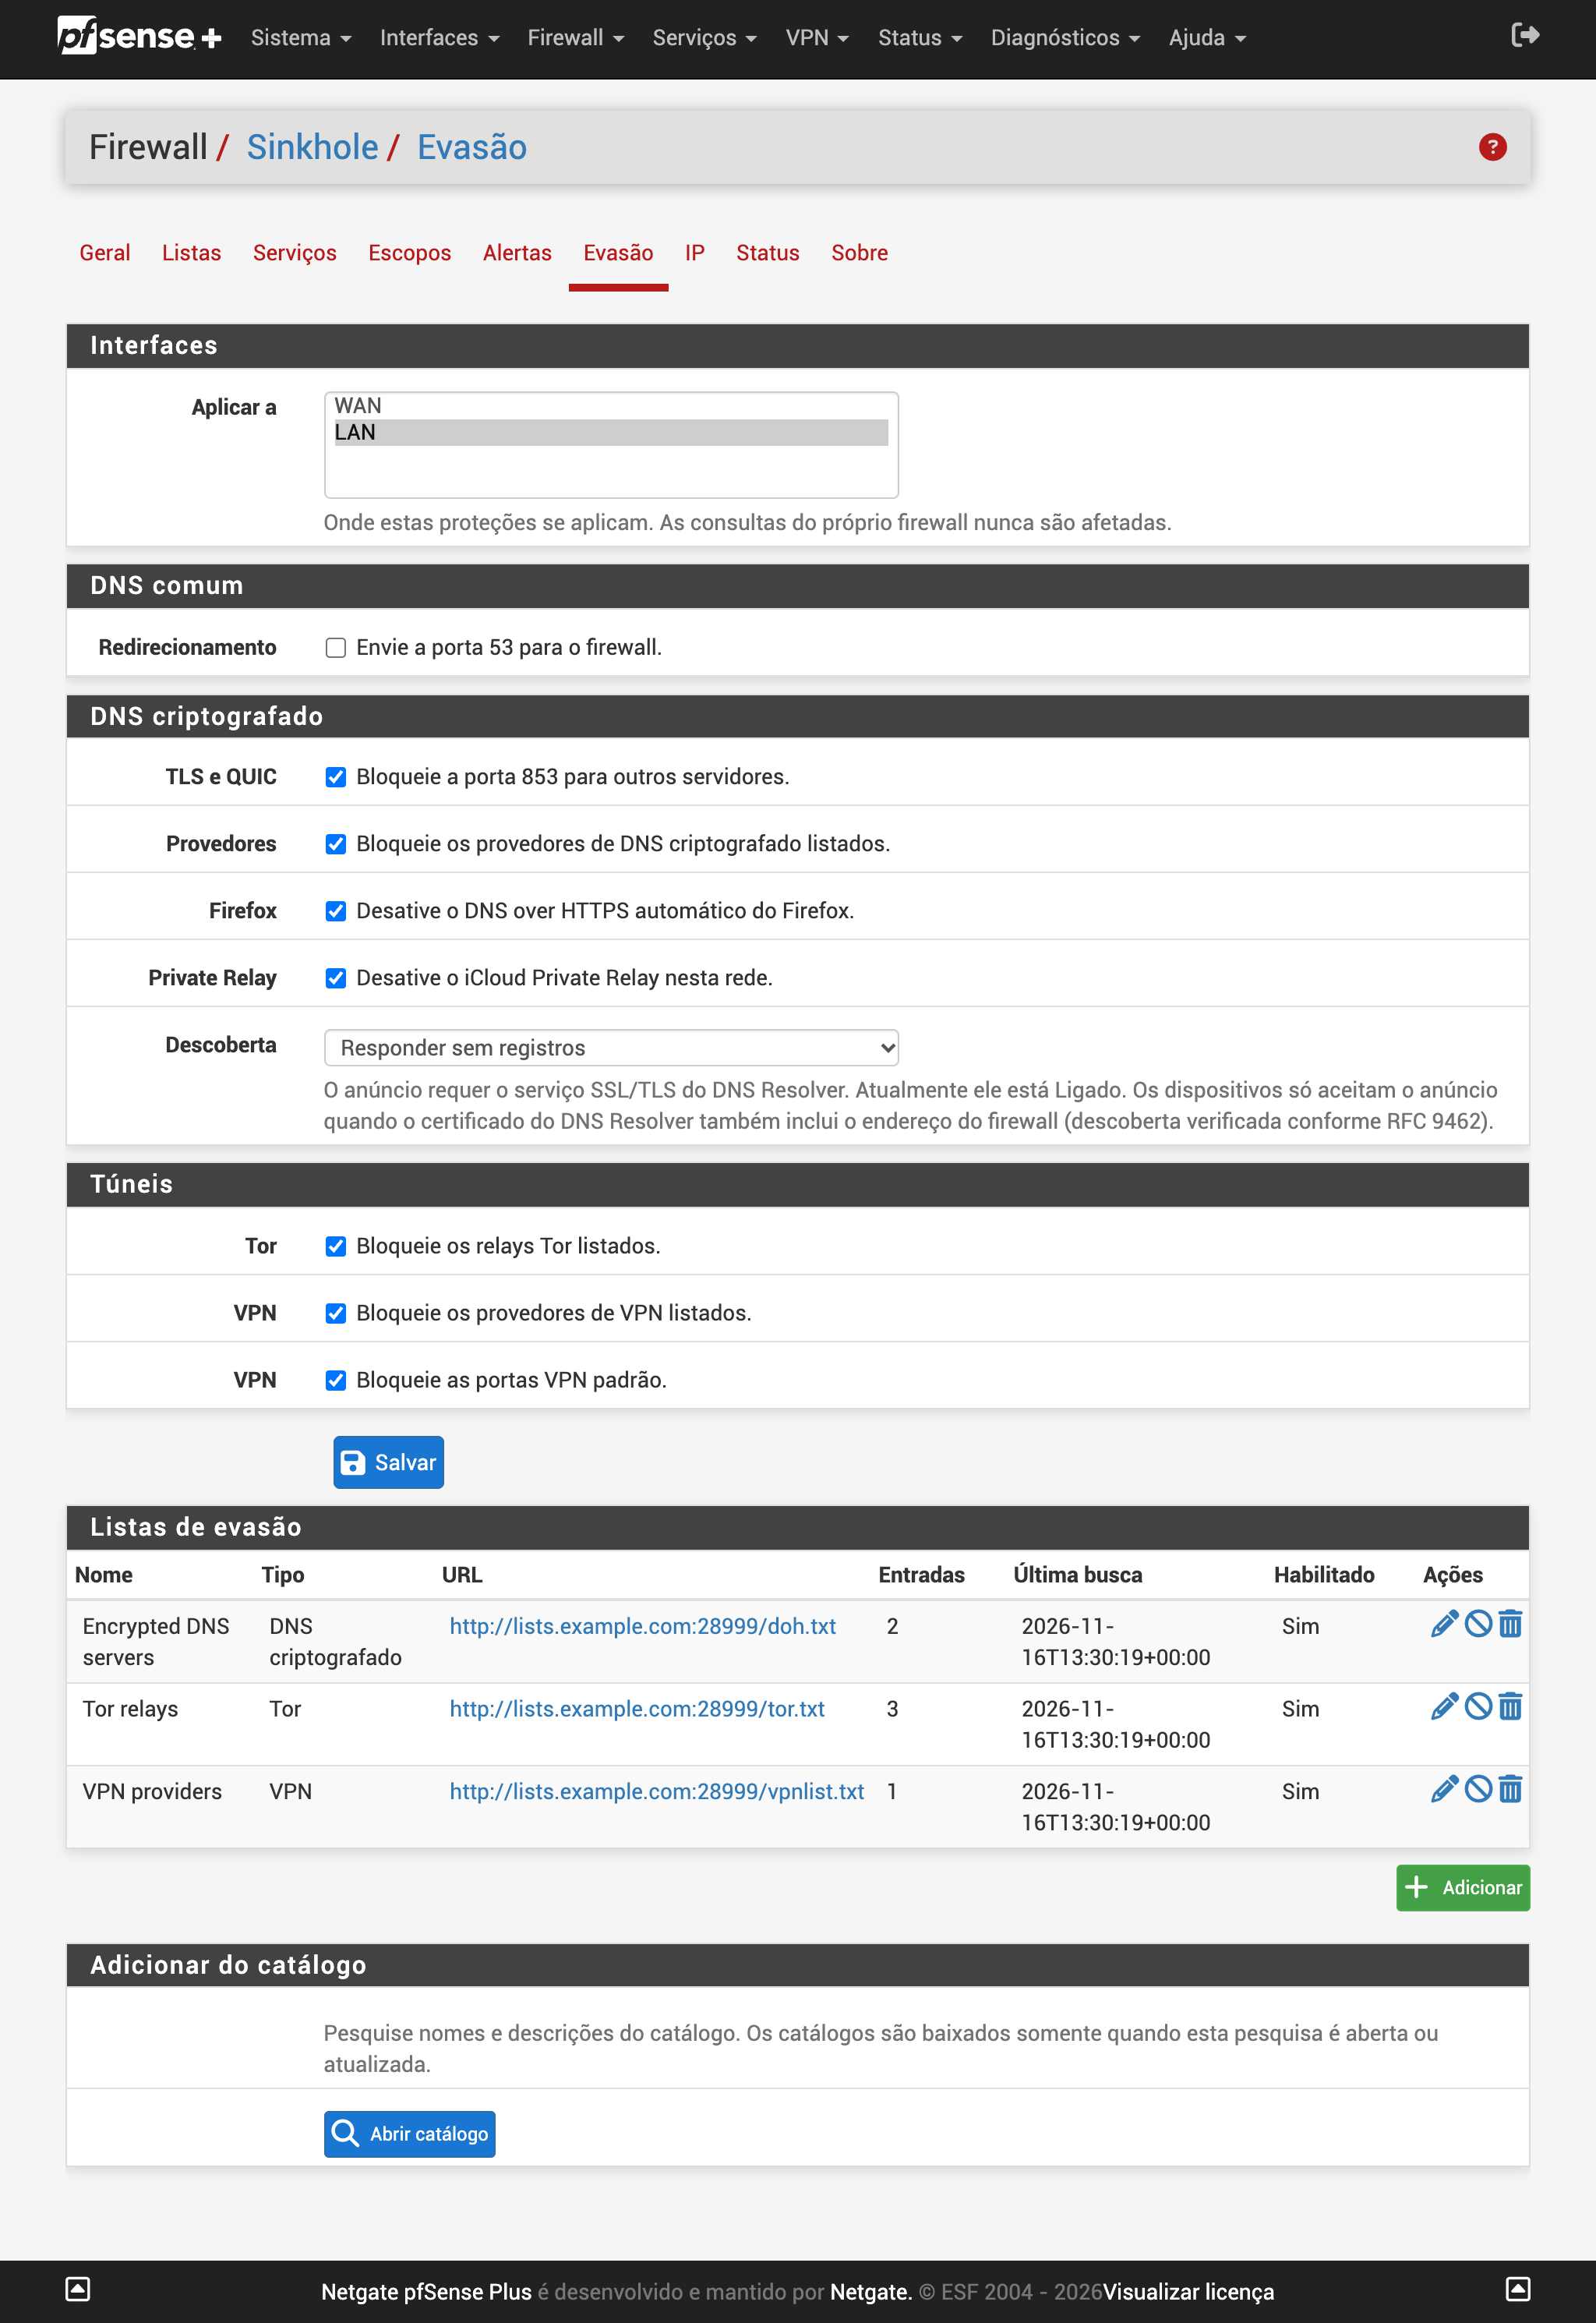 pfsense +
Sistema Interfaces Firewall Serviços VPN Status Diagnósticos Ajuda
Firewall / Sinkhole / Evasão
?
Geral Listas Serviços Escopos Alertas Evasão IP Status Sobre
Interfaces
Aplicar a
WAN
LAN
Onde estas proteções se aplicam. As consultas do próprio firewall nunca são afetadas.
DNS comum
Redirecionamento Envie a porta 53 para o firewall.
DNS criptografado
TLS e QUIC Bloqueie a porta 853 para outros servidores.
Provedores Bloqueie os provedores de DNS criptografado listados.
Firefox Desative o DNS over HTTPS automático do Firefox.
Private Relay Desative o iCloud Private Relay nesta rede.
Descoberta Responder sem registros
O anúncio requer o serviço SSL/TLS do DNS Resolver. Atualmente ele está Ligado. Os dispositivos só aceitam o anúncio
quando o certificado do DNS Resolver também inclui o endereço do firewall (descoberta verificada conforme RFC 9462).
Túneis
Tor Bloqueie os relays Tor listados.
VPN Bloqueie os provedores de VPN listados.
VPN Bloqueie as portas VPN padrão.
Salvar
Listas de evasão
Nome Tipo URL Entradas Última busca Habilitado Ações
Encrypted DNS DNS http://lists.example.com:28999/doh.txt 2 2026-11- Sim
servers criptografado 16T13:30:19+00:00
Tor relays Tor http://lists.example.com:28999/tor.txt 3 2026-11- Sim
16T13:30:19+00:00
VPN providers VPN http://lists.example.com:28999/vpnlist.txt 1 2026-11- Sim
16T13:30:19+00:00
Adicionar
Adicionar do catálogo
Pesquise nomes e descrições do catálogo. Os catálogos são baixados somente quando esta pesquisa é aberta ou
atualizada.
Abrir catálogo
Netgate pfSense Plus é desenvolvido e mantido por Netgate. © ESF 2004 - 2026Visualizar licença